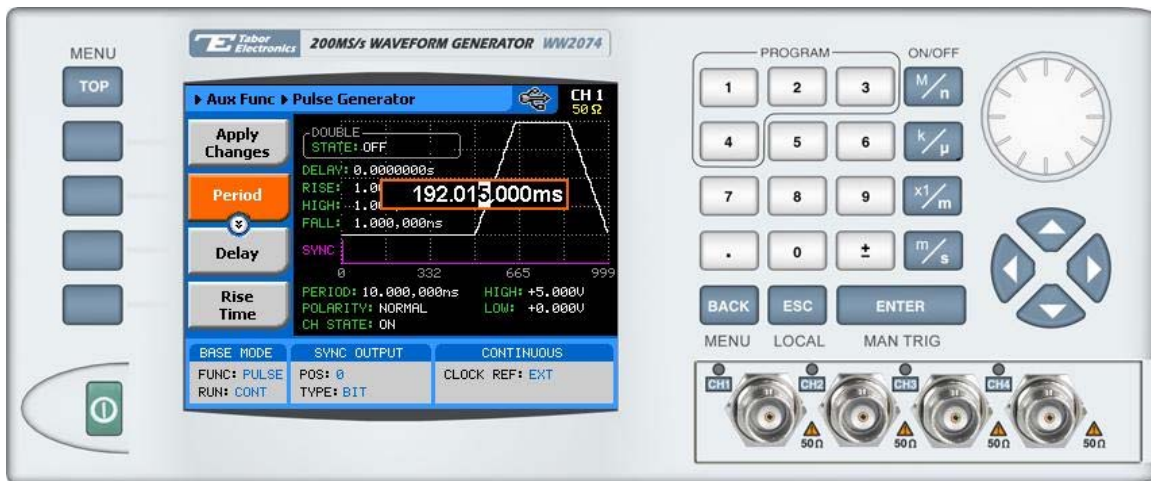 MENU
TOP
Tabor
Electronics
200MS/s WAVEFORM GENERATOR WW2074
▸ Aux Func ▸ Pulse Generator
CH 1
50 Ω
Apply
Changes
Period
Delay
Rise
Time
DOUBLE
STATE: OFF
DELAY: 0.0000000s
RISE: 1.0
HIGH: 1.0
192.015,000ms
FALL: 1.000,000ms
SYNC
0 332 665 999
PERIOD: 10.000,000ms HIGH: +5.000V
POLARITY: NORMAL LOW: +0.000V
CH STATE: ON
BASE MODE
FUNC: PULSE
RUN: CONT
SYNC OUTPUT
POS: 0
TYPE: BIT
CONTINUOUS
CLOCK REF: EXT
PROGRAM ON/OFF
1 2 3 M/n
4 5 6 k/µ
7 8 9 x1/m
. 0 ± m/s
BACK ESC ENTER
MENU LOCAL MAN TRIG
CH1 CH2 CH3 CH4
50Ω 50Ω 50Ω 50Ω